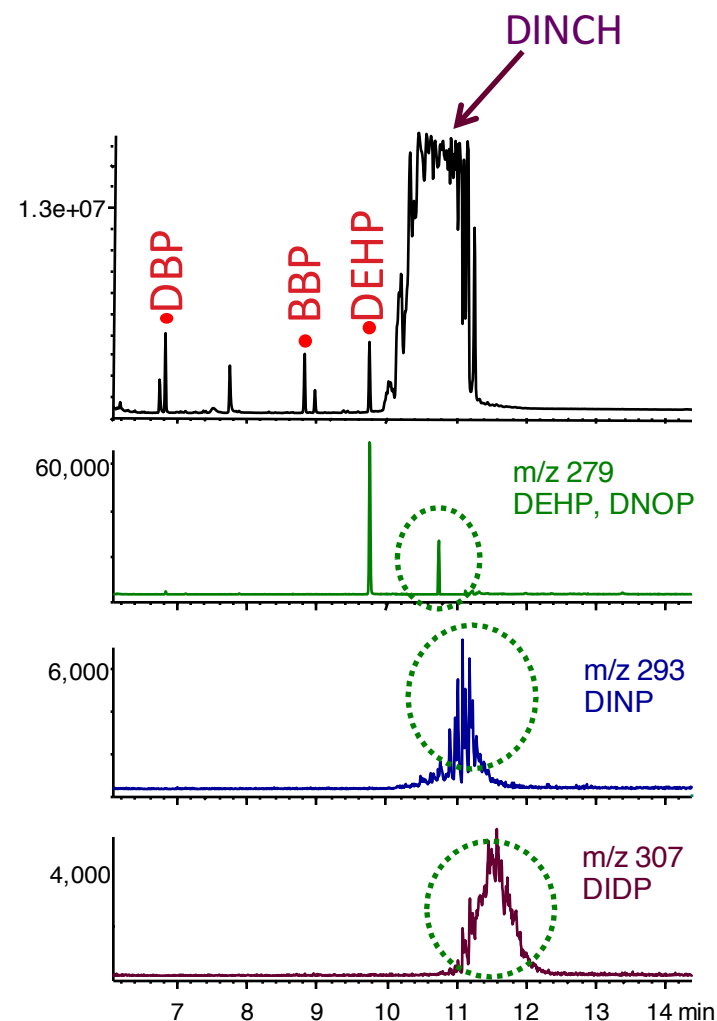 DINCH
1.3e+07
DBP
BBP
DEHP
60,000
m/z 279
DEHP, DNOP
6,000
m/z 293
DINP
4,000
m/z 307
DIDP
7 8 9 10 11 12 13 14 min